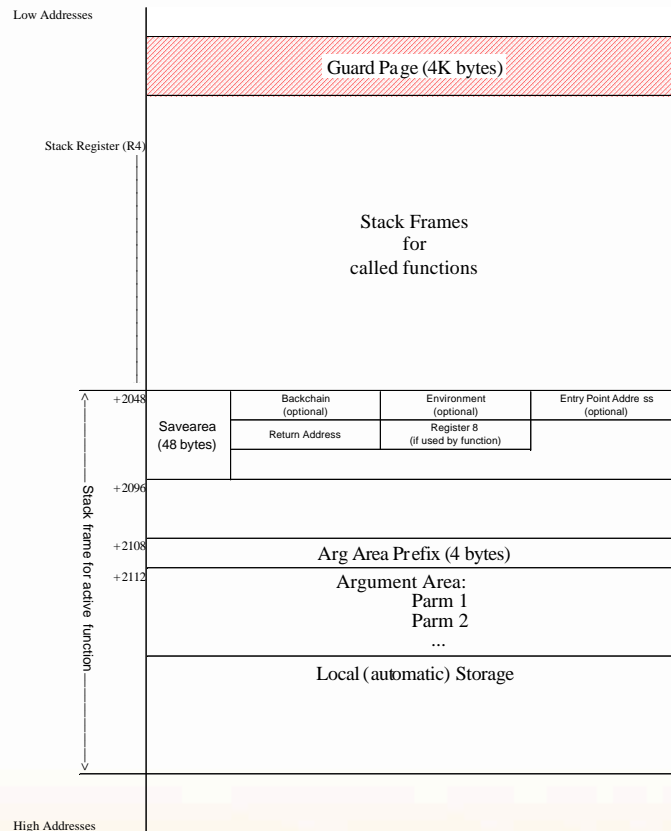 Low Addresses
Guard Page (4K bytes)
Stack Register (R4)
Stack Frames
for
called functions
+2048
Savearea
(48 bytes)
Backchain
(optional)
Environment
(optional)
Entry Point Address
(optional)
Return Address
Register 8
(if used by function)
Stack frame for active function
+2096
+2108
Arg Area Prefix (4 bytes)
+2112
Argument Area:
Parm 1
Parm 2
...
Local (automatic) Storage
High Addresses